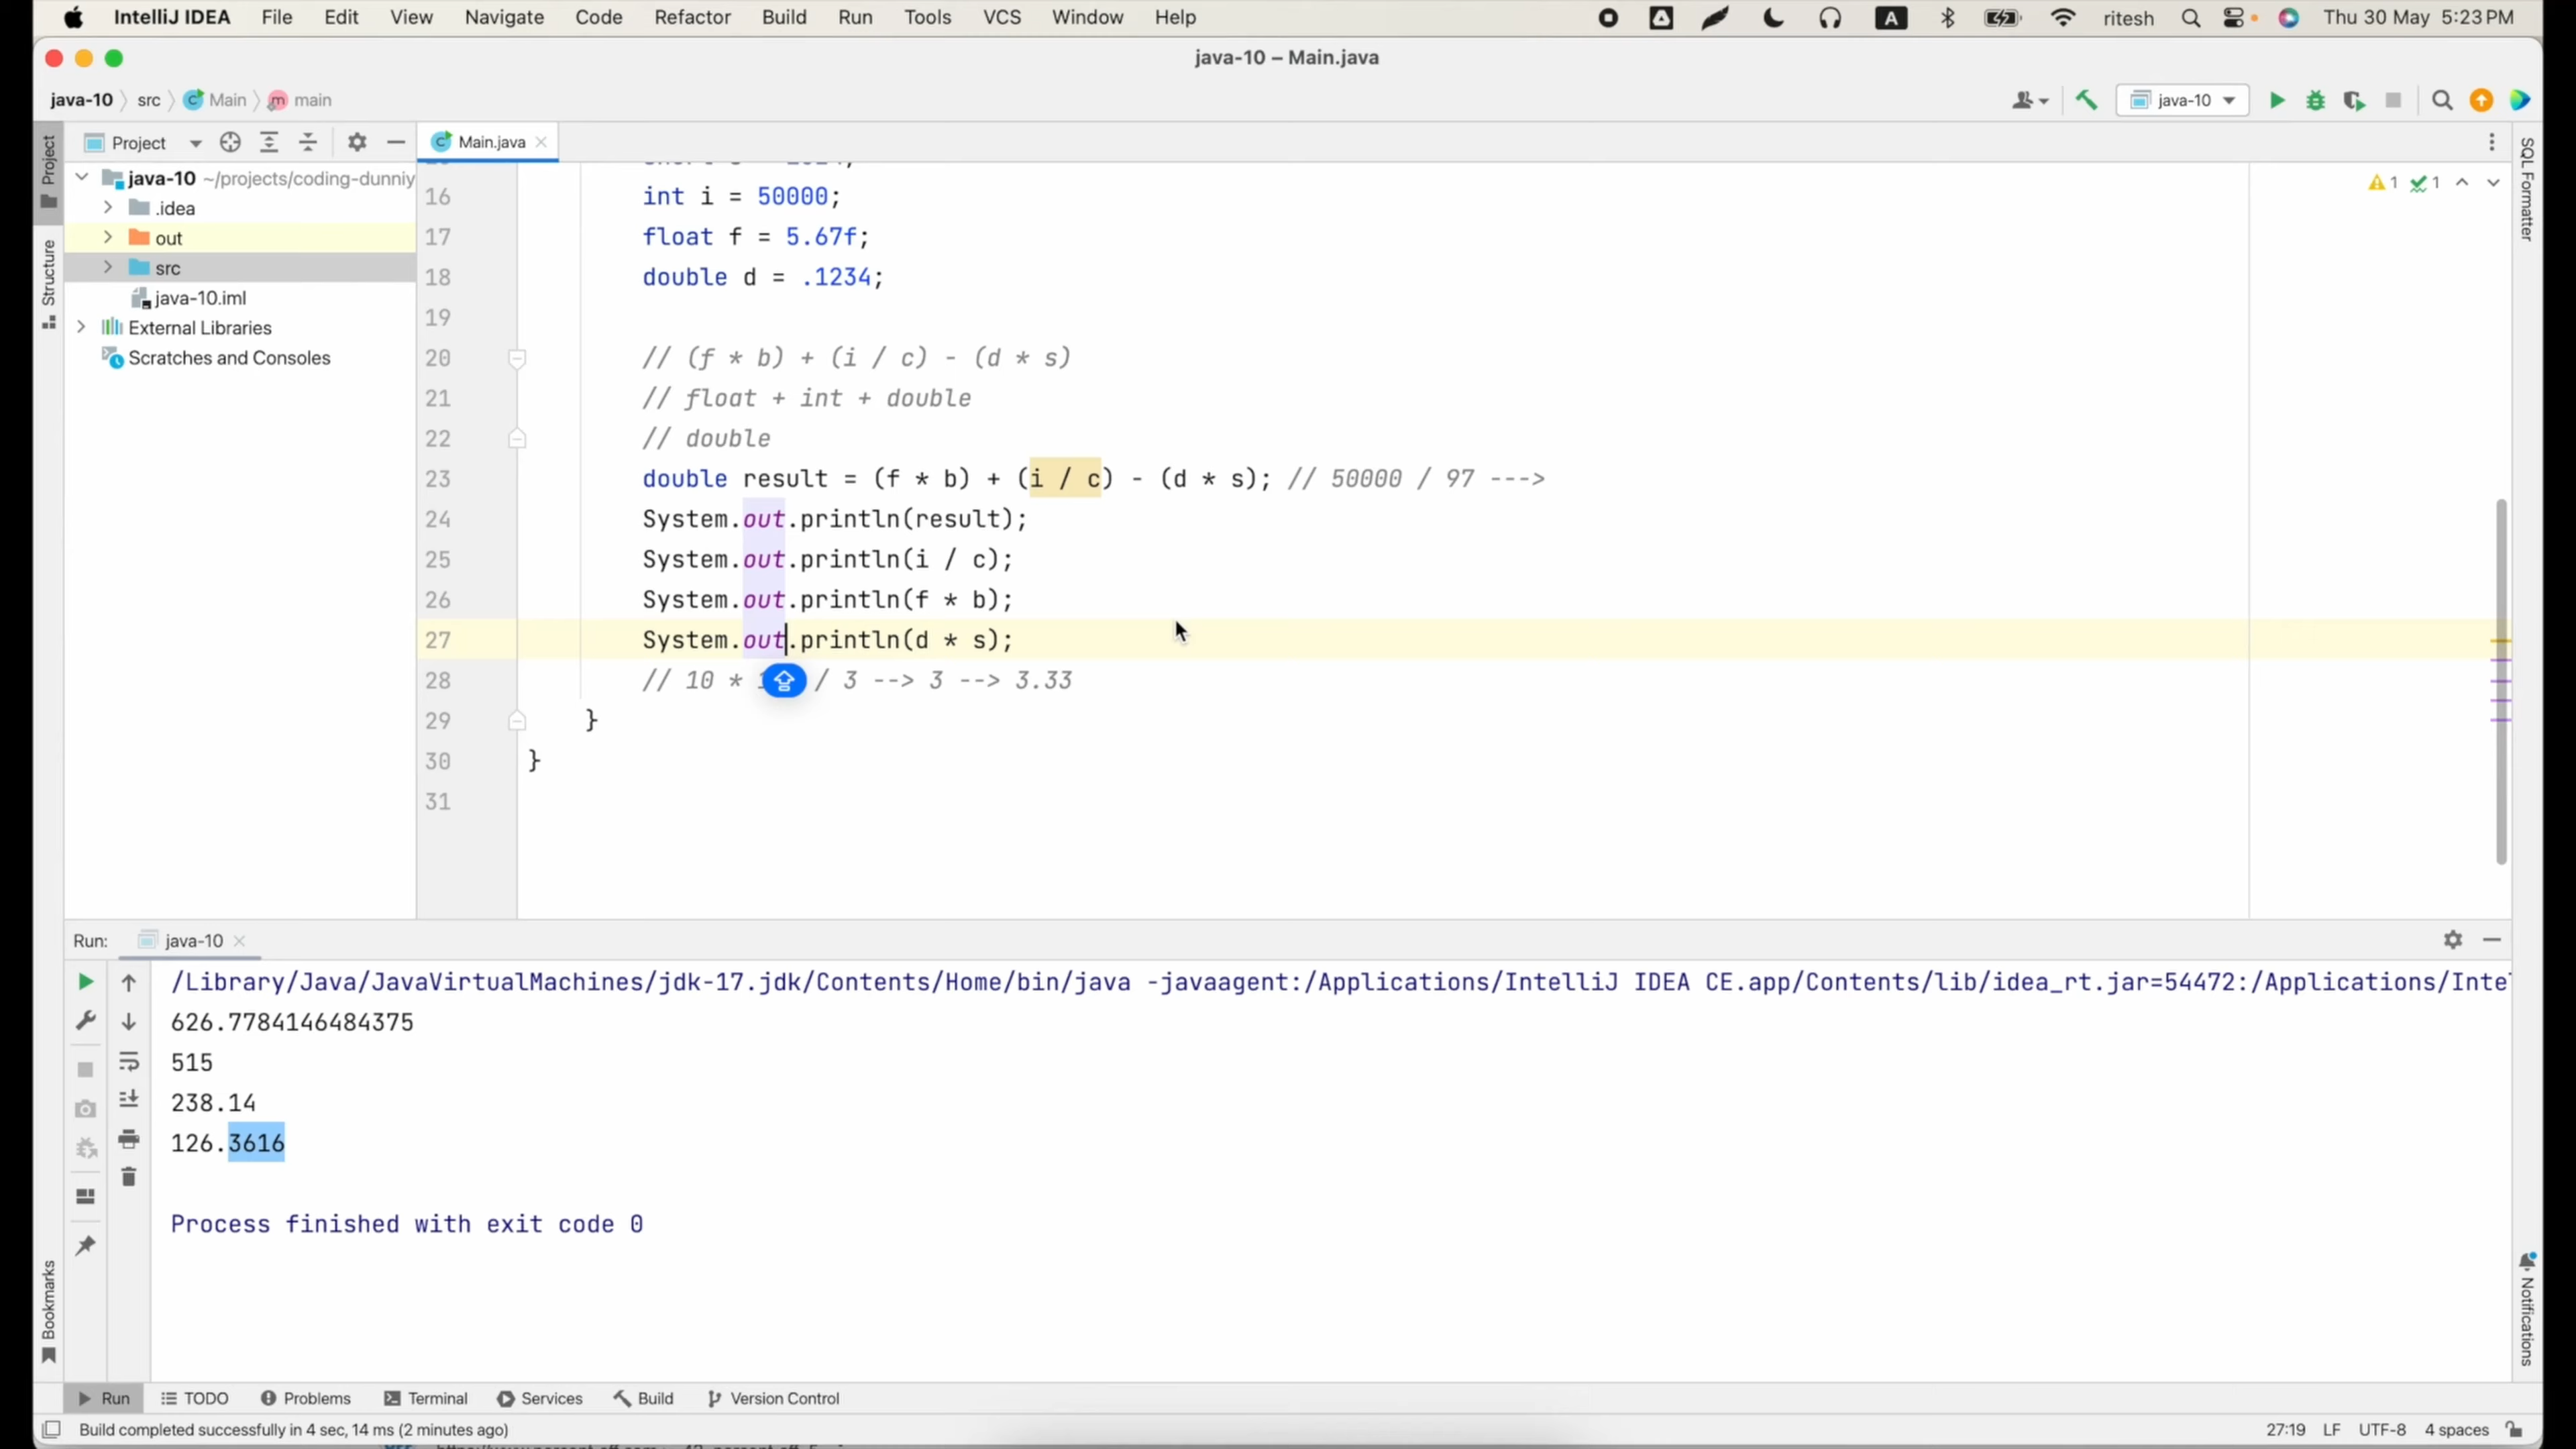 IntelliJ IDEA File Edit View Navigate Code Refactor Build Run Tools VCS Window Help A ritesh Thu 30 May 5:23 PM
java-10 – Main.java
java-10 src Main main java-10
Project Main.java
java-10 ~/projects/coding-dunniy
.idea
out
src
java-10.iml
External Libraries
Scratches and Consoles
Project
Structure
Bookmarks
SQL Formatter
Notifications
1 1
16 int i = 50000;
17 float f = 5.67f;
18 double d = .1234;
19
20 // (f * b) + (i / c) - (d * s)
21 // float + int + double
22 // double
23 double result = (f * b) + (i / c) - (d * s); // 50000 / 97 --->
24 System.out.println(result);
25 System.out.println(i / c);
26 System.out.println(f * b);
27 System.out.println(d * s);
28 // 10 * / 3 --> 3 --> 3.33
29 }
30 }
31
Run: java-10
/Library/Java/JavaVirtualMachines/jdk-17.jdk/Contents/Home/bin/java -javaagent:/Applications/IntelliJ IDEA CE.app/Contents/lib/idea_rt.jar=54472:/Applications/Inte
626.7784146484375
515
238.14
126.3616
Process finished with exit code 0
Run TODO Problems Terminal Services Build Version Control
Build completed successfully in 4 sec, 14 ms (2 minutes ago) 27:19 LF UTF-8 4 spaces